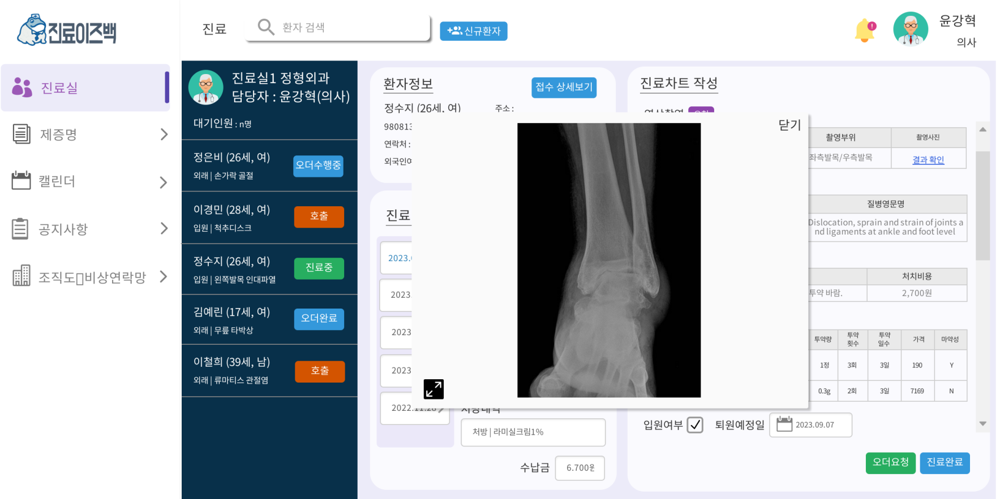 진료이즈백
진료
환자 검색
신규환자
윤강혁
의사
진료실
제증명
캘린더
공지사항
조직도▯비상연락망
진료실1 정형외과
담당자 : 윤강혁(의사)
대기인원 : n명
정은비 (26세, 여)
외래 | 손가락 골절
오더수행중
이경민 (28세, 여)
입원 | 척추디스크
호출
정수지 (26세, 여)
입원 | 왼쪽발목 인대파열
진료중
김예린 (17세, 여)
외래 | 무릎 타박상
오더완료
이철희 (39세, 남)
외래 | 류마티스 관절염
호출
환자정보
접수 상세보기
정수지 (26세, 여)
주소 :
98081
연락처 :
외국인
진료
2023.
2023.
2023
2023
2022.11.28
처방 | 라미실크림1%
수납금
6.700원
진료차트 작성
닫기
촬영부위
촬영사진
좌측발목/우측발목
결과 확인
질병영문명
Dislocation, sprain and strain of joints a
nd ligaments at ankle and foot level
처치비용
투약 바람.
2,700원
투약량
투약
횟수
투약
일수
가격
마약성
1정
3회
3일
190
Y
0.3g
2회
3일
7169
N
입원여부
퇴원예정일
2023.09.07
오더요청
진료완료